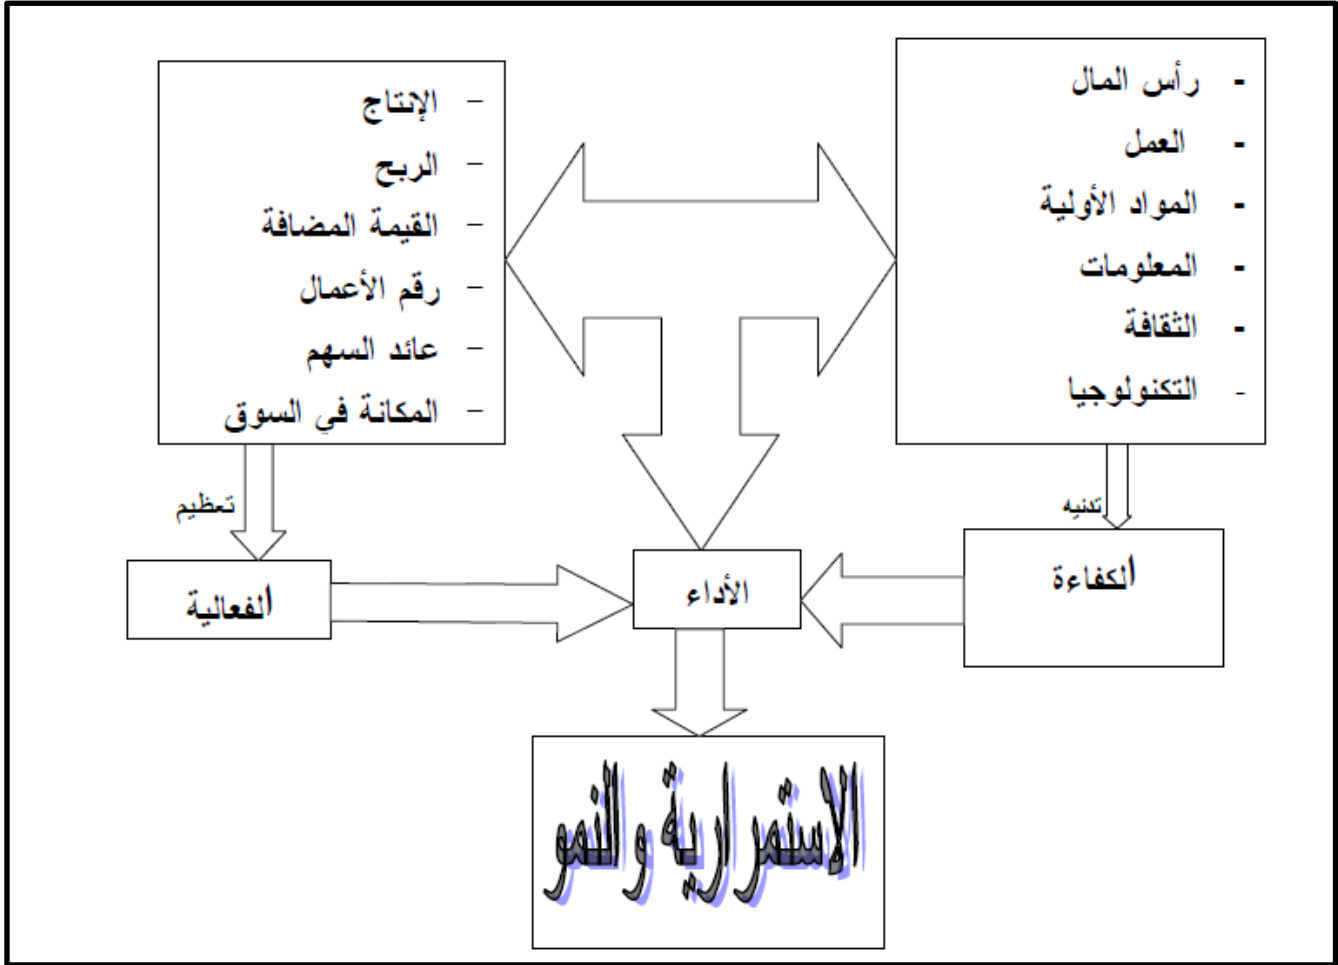 - رأس المال
- العمل
- المواد الأولية
- المعلومات
- الثقافة
- التكنولوجيا
- الإنتاج
- الربح
- القيمة المضافة
- رقم الأعمال
- عائد السهم
- المكانة في السوق
تدنيه
تعظيم
الكفاءة
الأداء
الفعالية
الاستمرارية والنمو